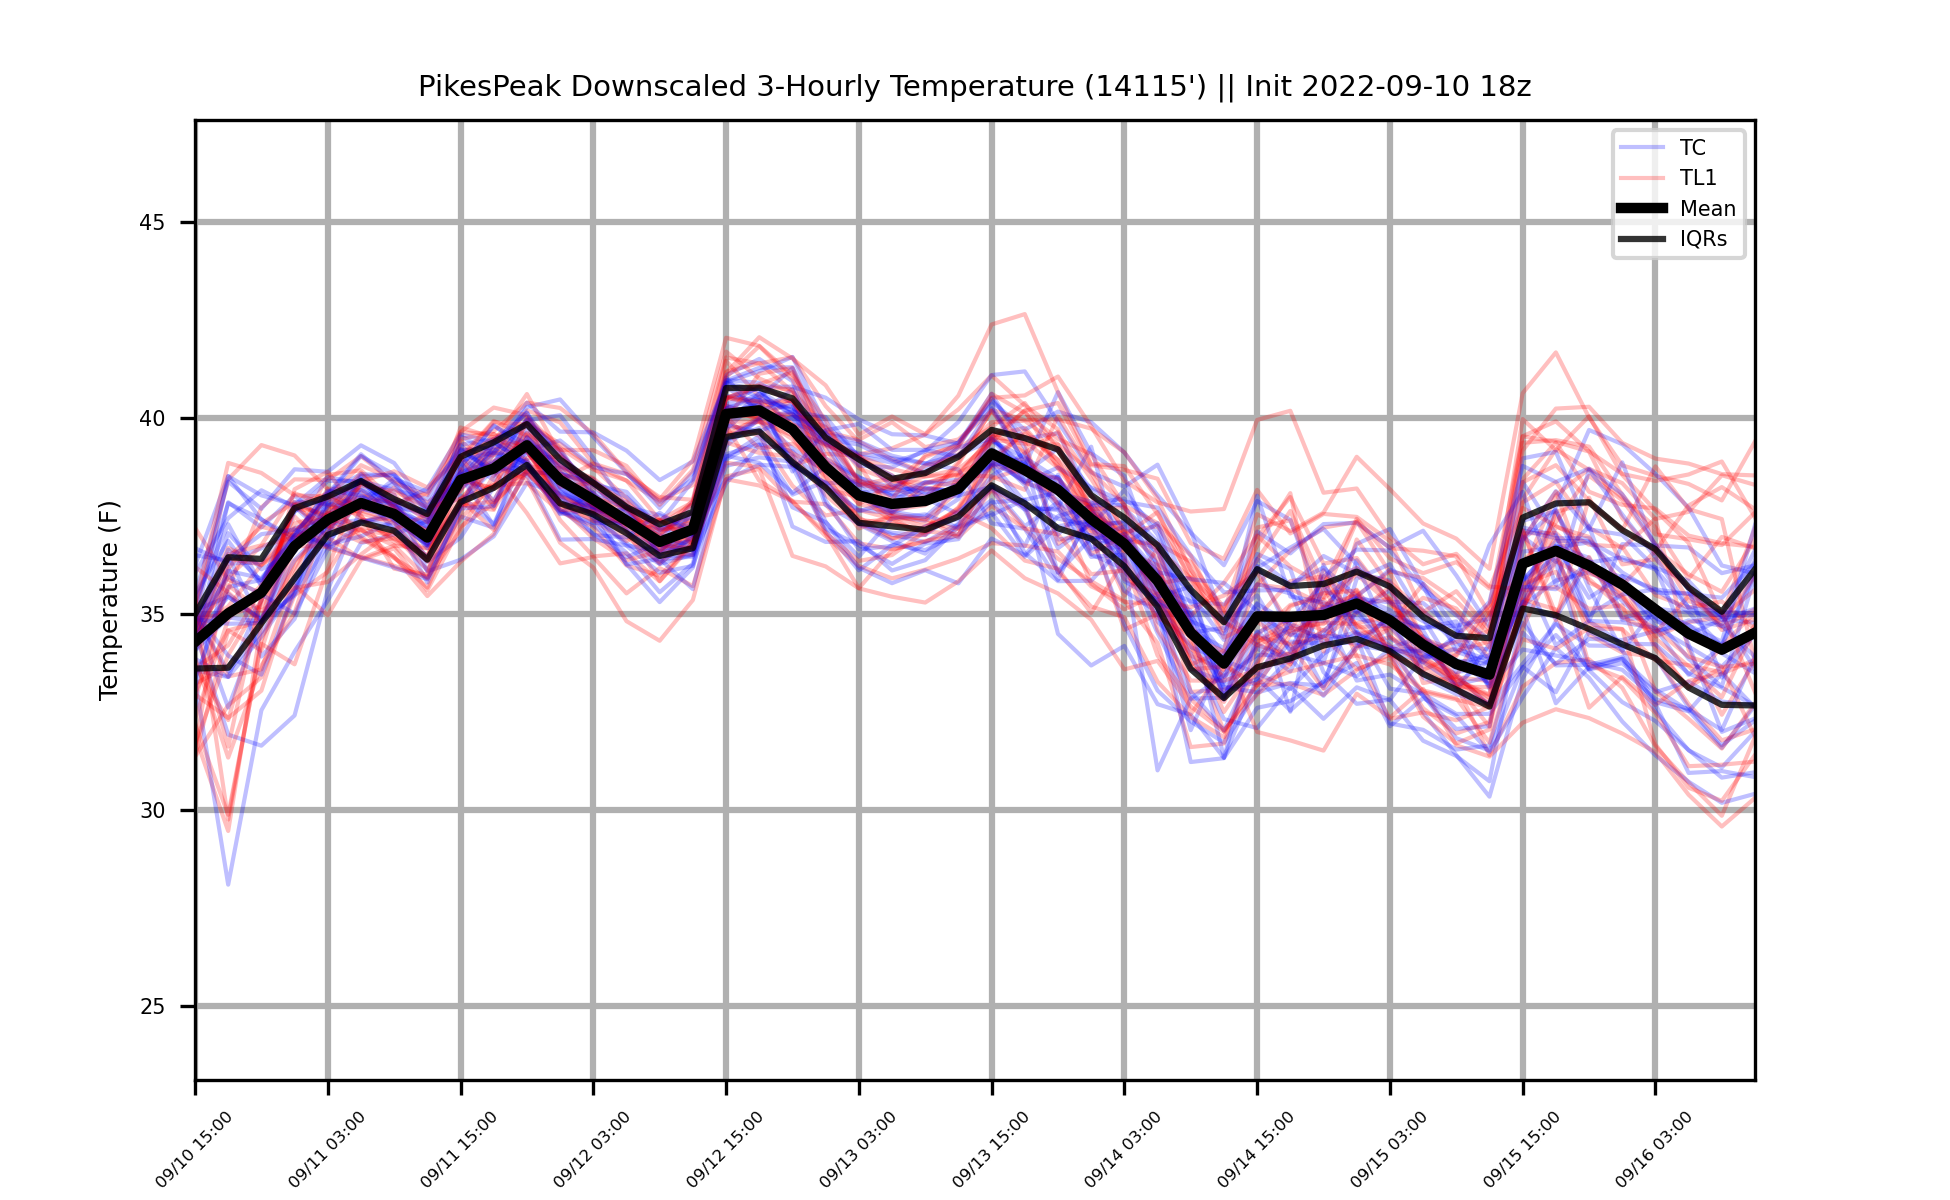 PikesPeak Downscaled 3-Hourly Temperature (14115') || Init 2022-09-10 18z
TC
TL1
Mean
IQRs
Temperature (F)
45
40
35
30
25
09/10 15:00
09/11 03:00
09/11 15:00
09/12 03:00
09/12 15:00
09/13 03:00
09/13 15:00
09/14 03:00
09/14 15:00
09/15 03:00
09/15 15:00
09/16 03:00